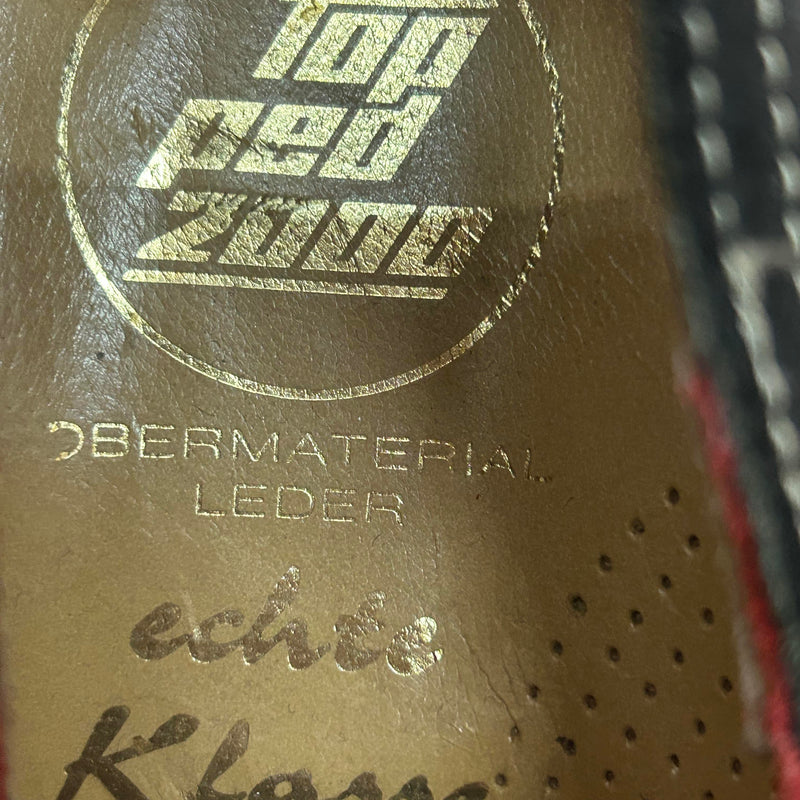 Top
ped
2000
OBERMATERIAL
LEDER
echte